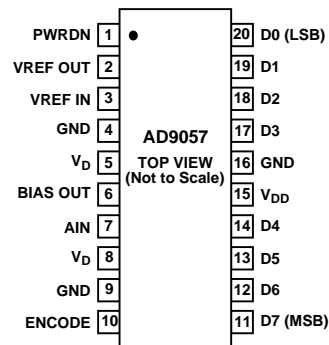 PWRDN 1
VREF OUT 2
VREF IN 3
GND 4
VD 5
BIAS OUT 6
AIN 7
VD 8
GND 9
ENCODE 10
AD9057
TOP VIEW
(Not to Scale)
20 D0 (LSB)
19 D1
18 D2
17 D3
16 GND
15 VDD
14 D4
13 D5
12 D6
11 D7 (MSB)